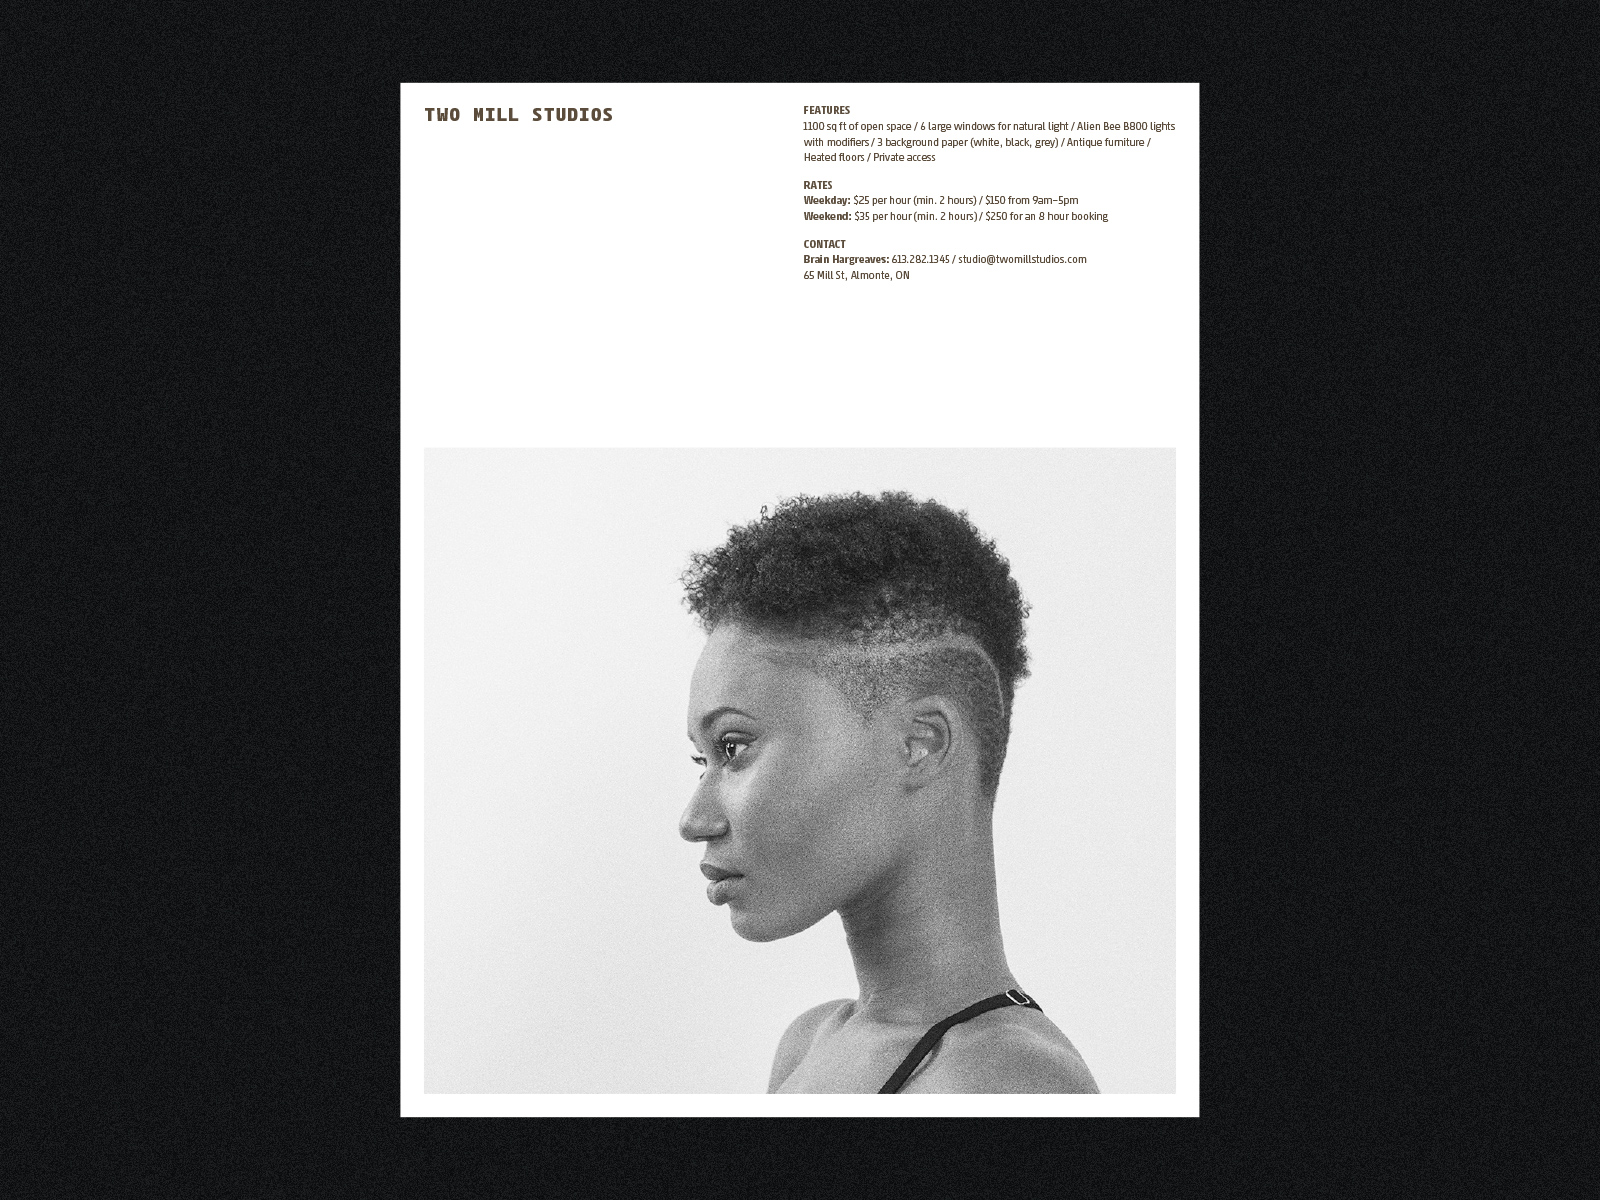 TWO MILL STUDIOS
FEATURES
1100 sq ft of open space / 6 large windows for natural light / Alien Bee B800 lights
with modifiers / 3 background paper (white, black, grey) / Antique furniture /
Heated floors / Private access
RATES
Weekday: $25 per hour (min. 2 hours) / $150 from 9am–5pm
Weekend: $35 per hour (min. 2 hours) / $250 for an 8 hour booking
CONTACT
Brain Hargreaves: 613.282.1345 / studio@twomillstudios.com
65 Mill St, Almonte, ON